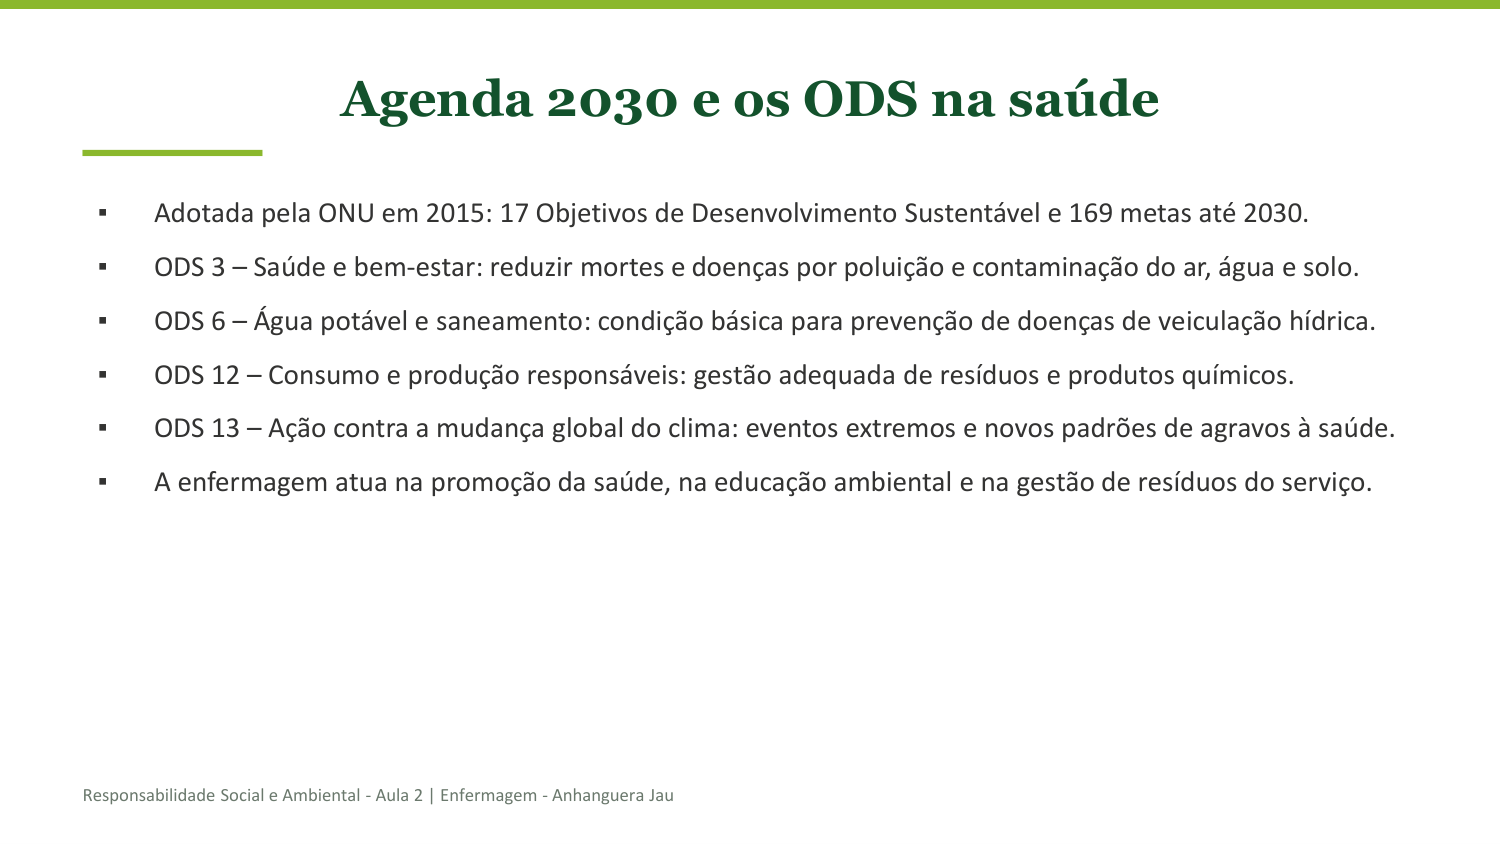 Agenda 2030 e os ODS na saúde
▪ Adotada pela ONU em 2015: 17 Objetivos de Desenvolvimento Sustentável e 169 metas até 2030.
▪ ODS 3 – Saúde e bem-estar: reduzir mortes e doenças por poluição e contaminação do ar, água e solo.
▪ ODS 6 – Água potável e saneamento: condição básica para prevenção de doenças de veiculação hídrica.
▪ ODS 12 – Consumo e produção responsáveis: gestão adequada de resíduos e produtos químicos.
▪ ODS 13 – Ação contra a mudança global do clima: eventos extremos e novos padrões de agravos à saúde.
▪ A enfermagem atua na promoção da saúde, na educação ambiental e na gestão de resíduos do serviço.
Responsabilidade Social e Ambiental - Aula 2 | Enfermagem - Anhanguera Jau